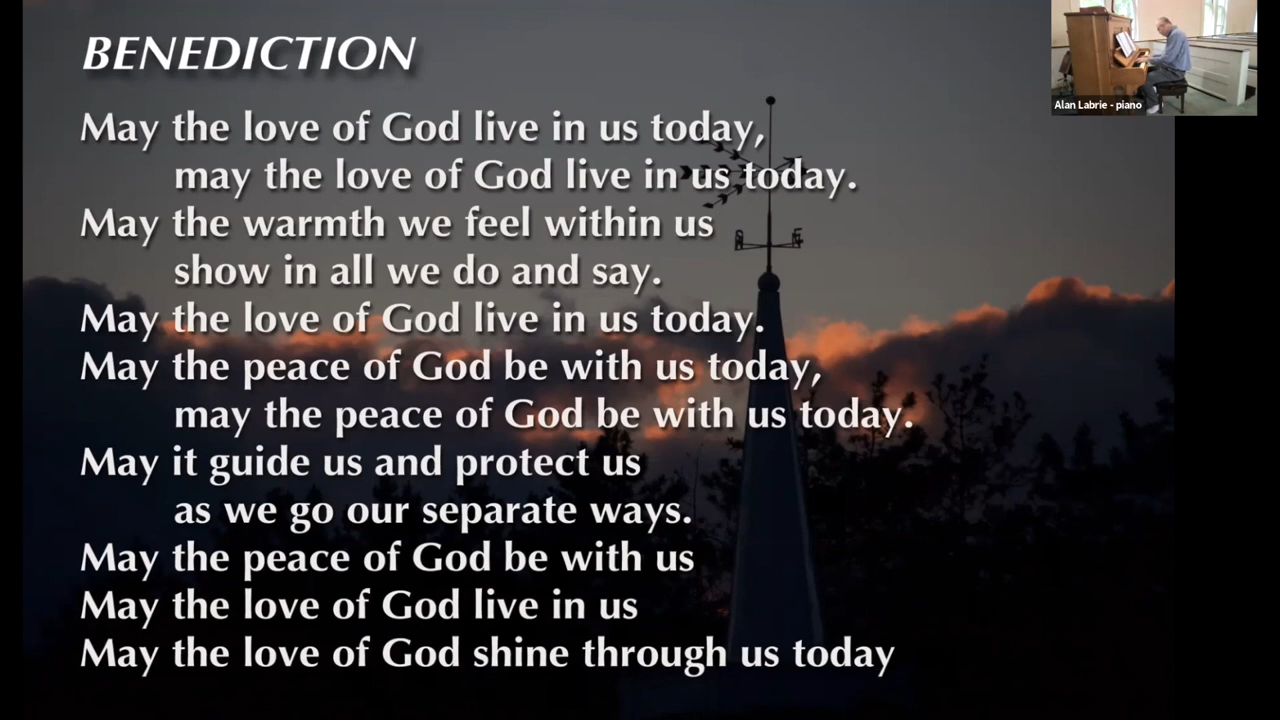 BENEDICTION
Alan Labrie - piano
May the love of God live in us today,
may the love of God live in us today.
May the warmth we feel within us
show in all we do and say.
May the love of God live in us today.
May the peace of God be with us today,
may the peace of God be with us today.
May it guide us and protect us
as we go our separate ways.
May the peace of God be with us
May the love of God live in us
May the love of God shine through us today